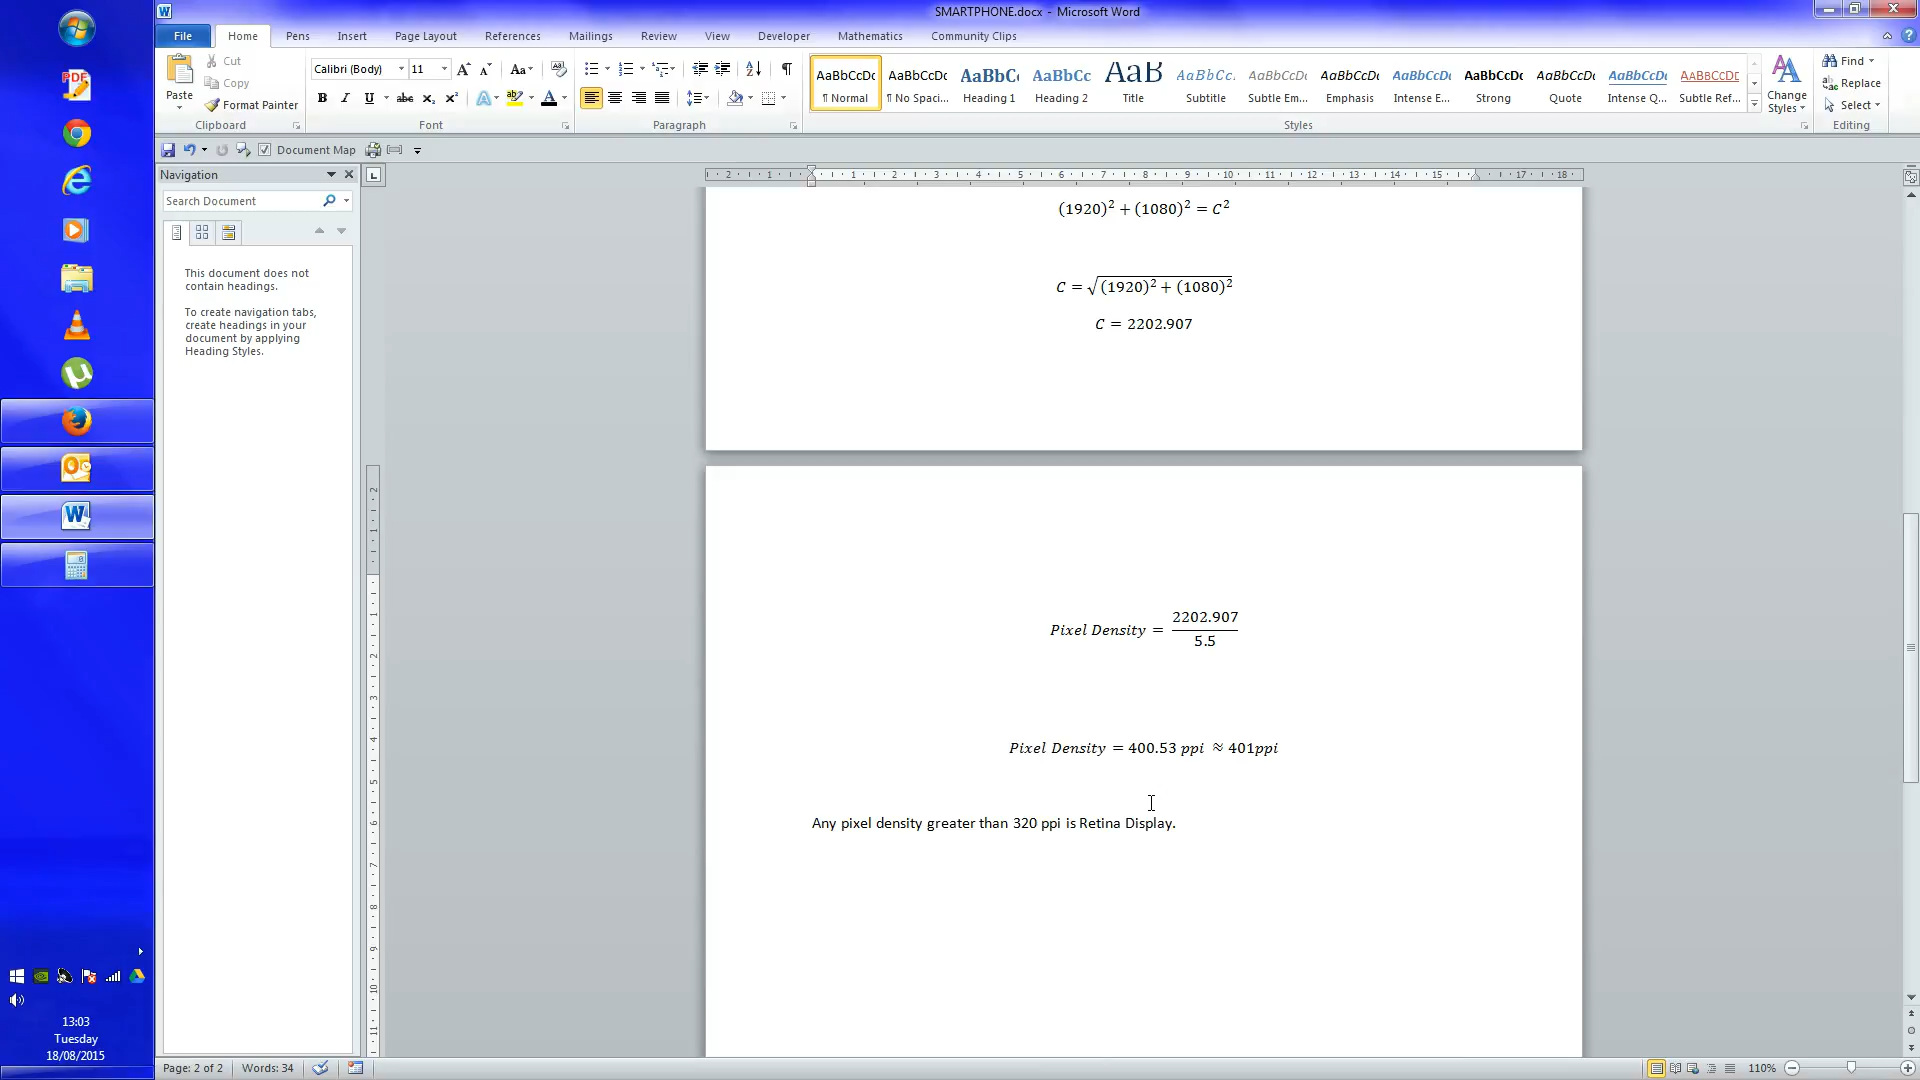 SMARTPHONE.docx - Microsoft Word
File Home Pens Insert Page Layout References Mailings Review View Developer Mathematics Community Clips
Paste
Cut
Copy
Format Painter
Clipboard
Calibri (Body) 11
Font
Paragraph
AaBbCcDc AaBbCcDc AaBbCc AaBbCc AaB AaBbCc. AaBbCcDc AaBbCcDc AaBbCcDc AaBbCcDc AaBbCcDc AaBbCcDc AaBbCcDc
¶ Normal ¶ No Spaci... Heading 1 Heading 2 Title Subtitle Subtle Em... Emphasis Intense E... Strong Quote Intense Q... Subtle Ref...
Styles
Change Styles
Find
Replace
Select
Editing
Document Map
Navigation
Search Document
This document does not
contain headings.
To create navigation tabs,
create headings in your
document by applying
Heading Styles.
(1920)² + (1080)² = C²
C = √(1920)² + (1080)²
C = 2202.907
Pixel Density = 2202.907
5.5
Pixel Density = 400.53 ppi ≈ 401ppi
Any pixel density greater than 320 ppi is Retina Display.
PDF
13:03
Tuesday
18/08/2015
Page: 2 of 2 Words: 34 110%